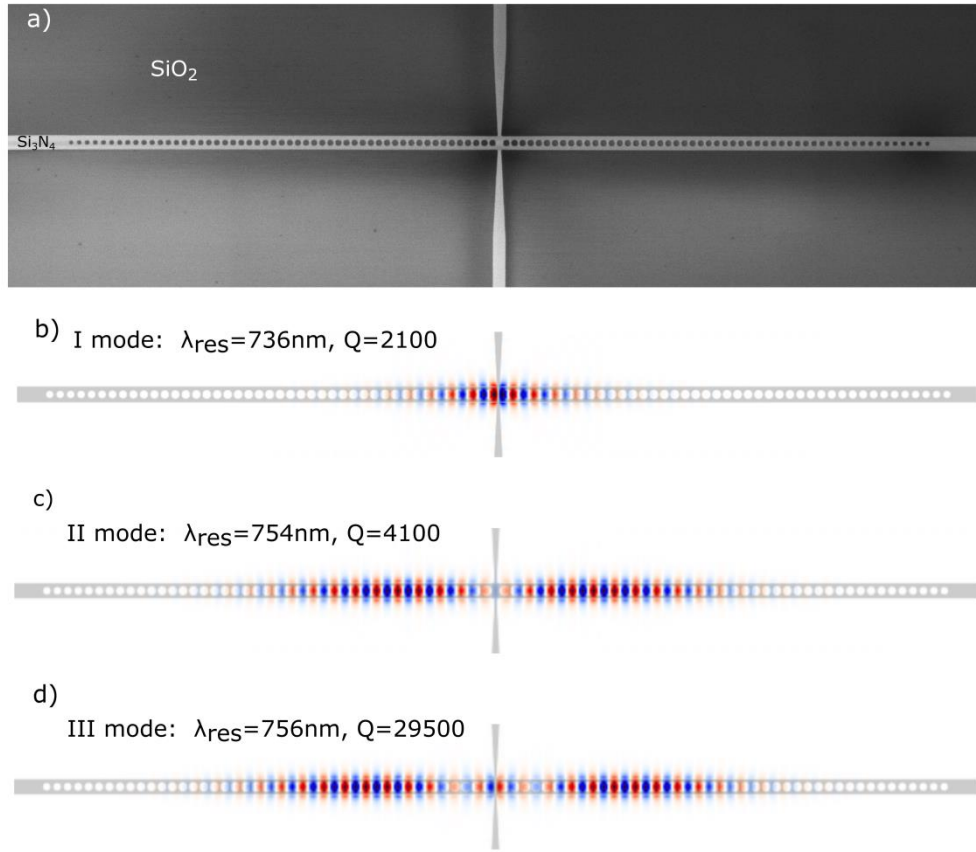 a)
SiO₂
Si₃N₄
b) I mode: λres=736nm, Q=2100
c)
II mode: λres=754nm, Q=4100
d)
III mode: λres=756nm, Q=29500